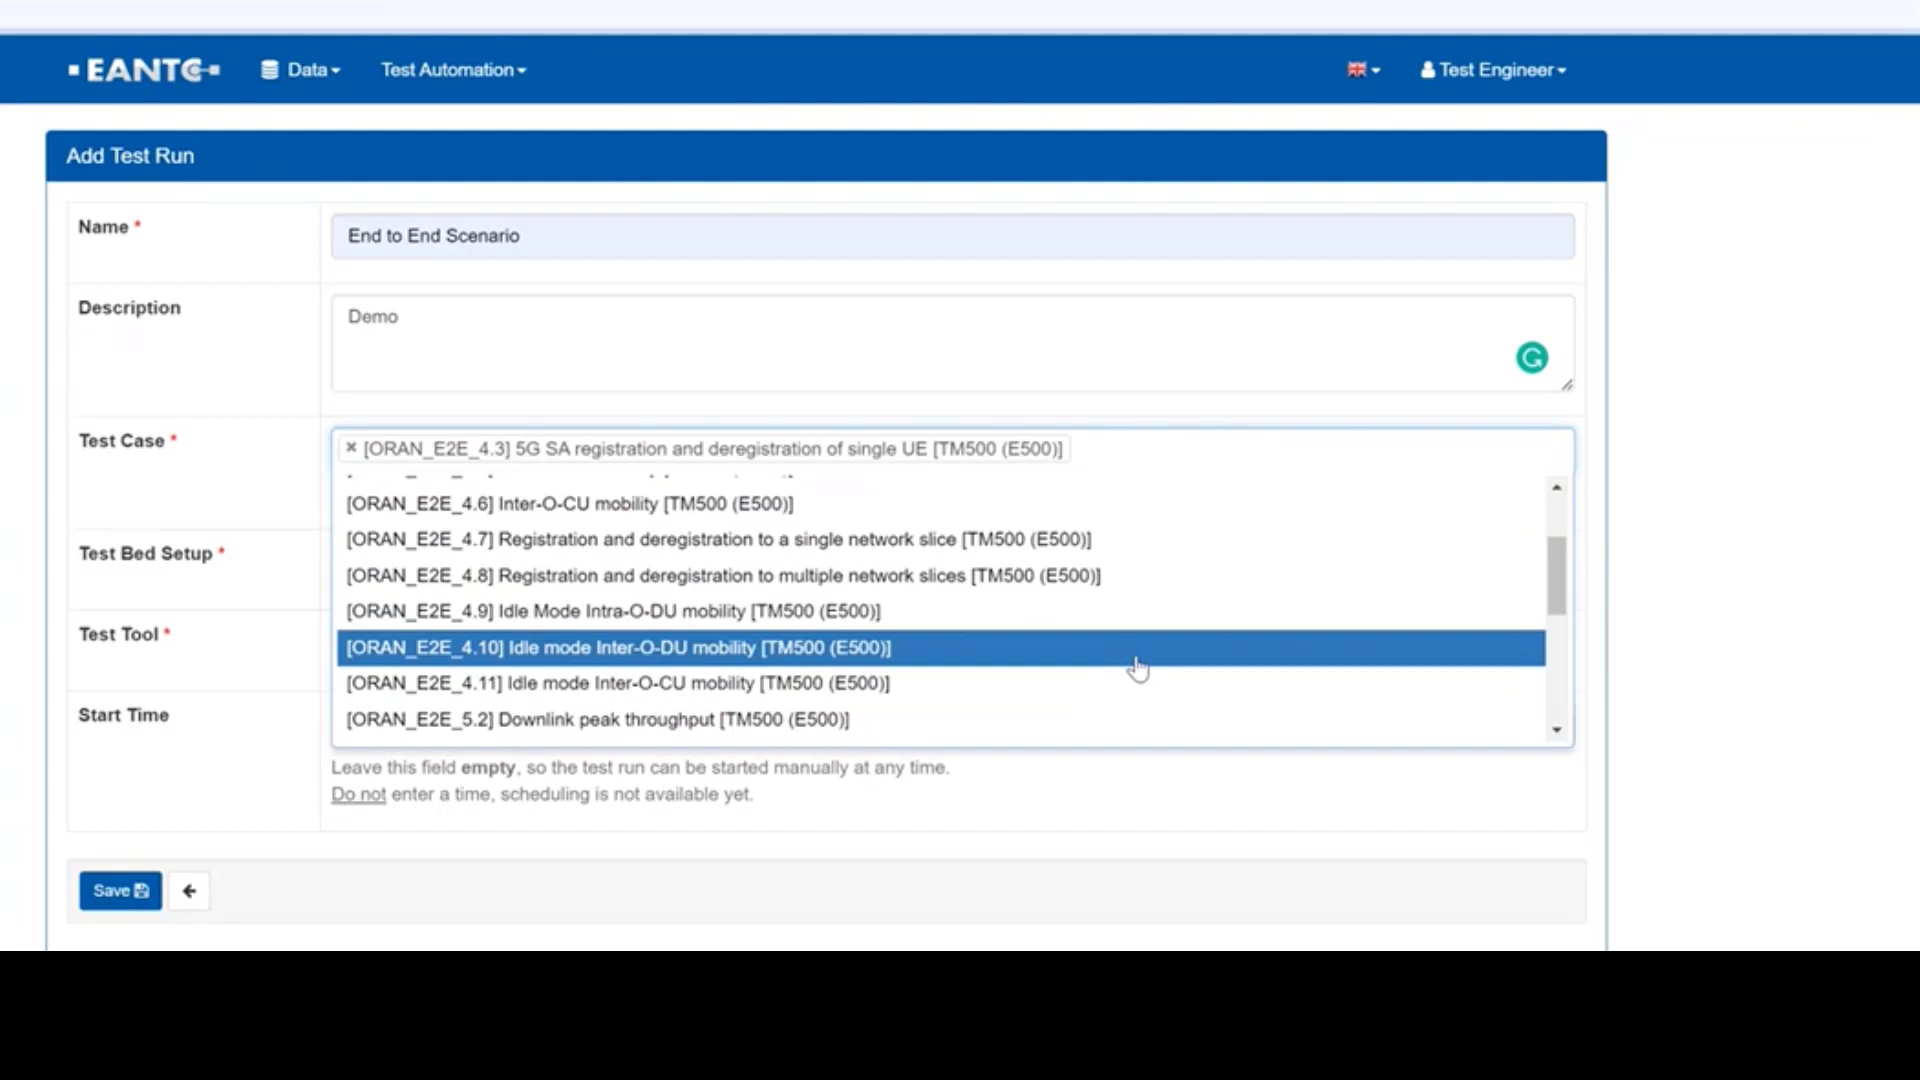 EANTC Data Test Automation Test Engineer
Add Test Run
Name * End to End Scenario
Description Demo
Test Case * × [ORAN_E2E_4.3] 5G SA registration and deregistration of single UE [TM500 (E500)]
[ORAN_E2E_4.6] Inter-O-CU mobility [TM500 (E500)]
[ORAN_E2E_4.7] Registration and deregistration to a single network slice [TM500 (E500)]
Test Bed Setup *
[ORAN_E2E_4.8] Registration and deregistration to multiple network slices [TM500 (E500)]
[ORAN_E2E_4.9] Idle Mode Intra-O-DU mobility [TM500 (E500)]
Test Tool *
[ORAN_E2E_4.10] Idle mode Inter-O-DU mobility [TM500 (E500)]
[ORAN_E2E_4.11] Idle mode Inter-O-CU mobility [TM500 (E500)]
Start Time
[ORAN_E2E_5.2] Downlink peak throughput [TM500 (E500)]
Leave this field empty, so the test run can be started manually at any time.
Do not enter a time, scheduling is not available yet.
Save